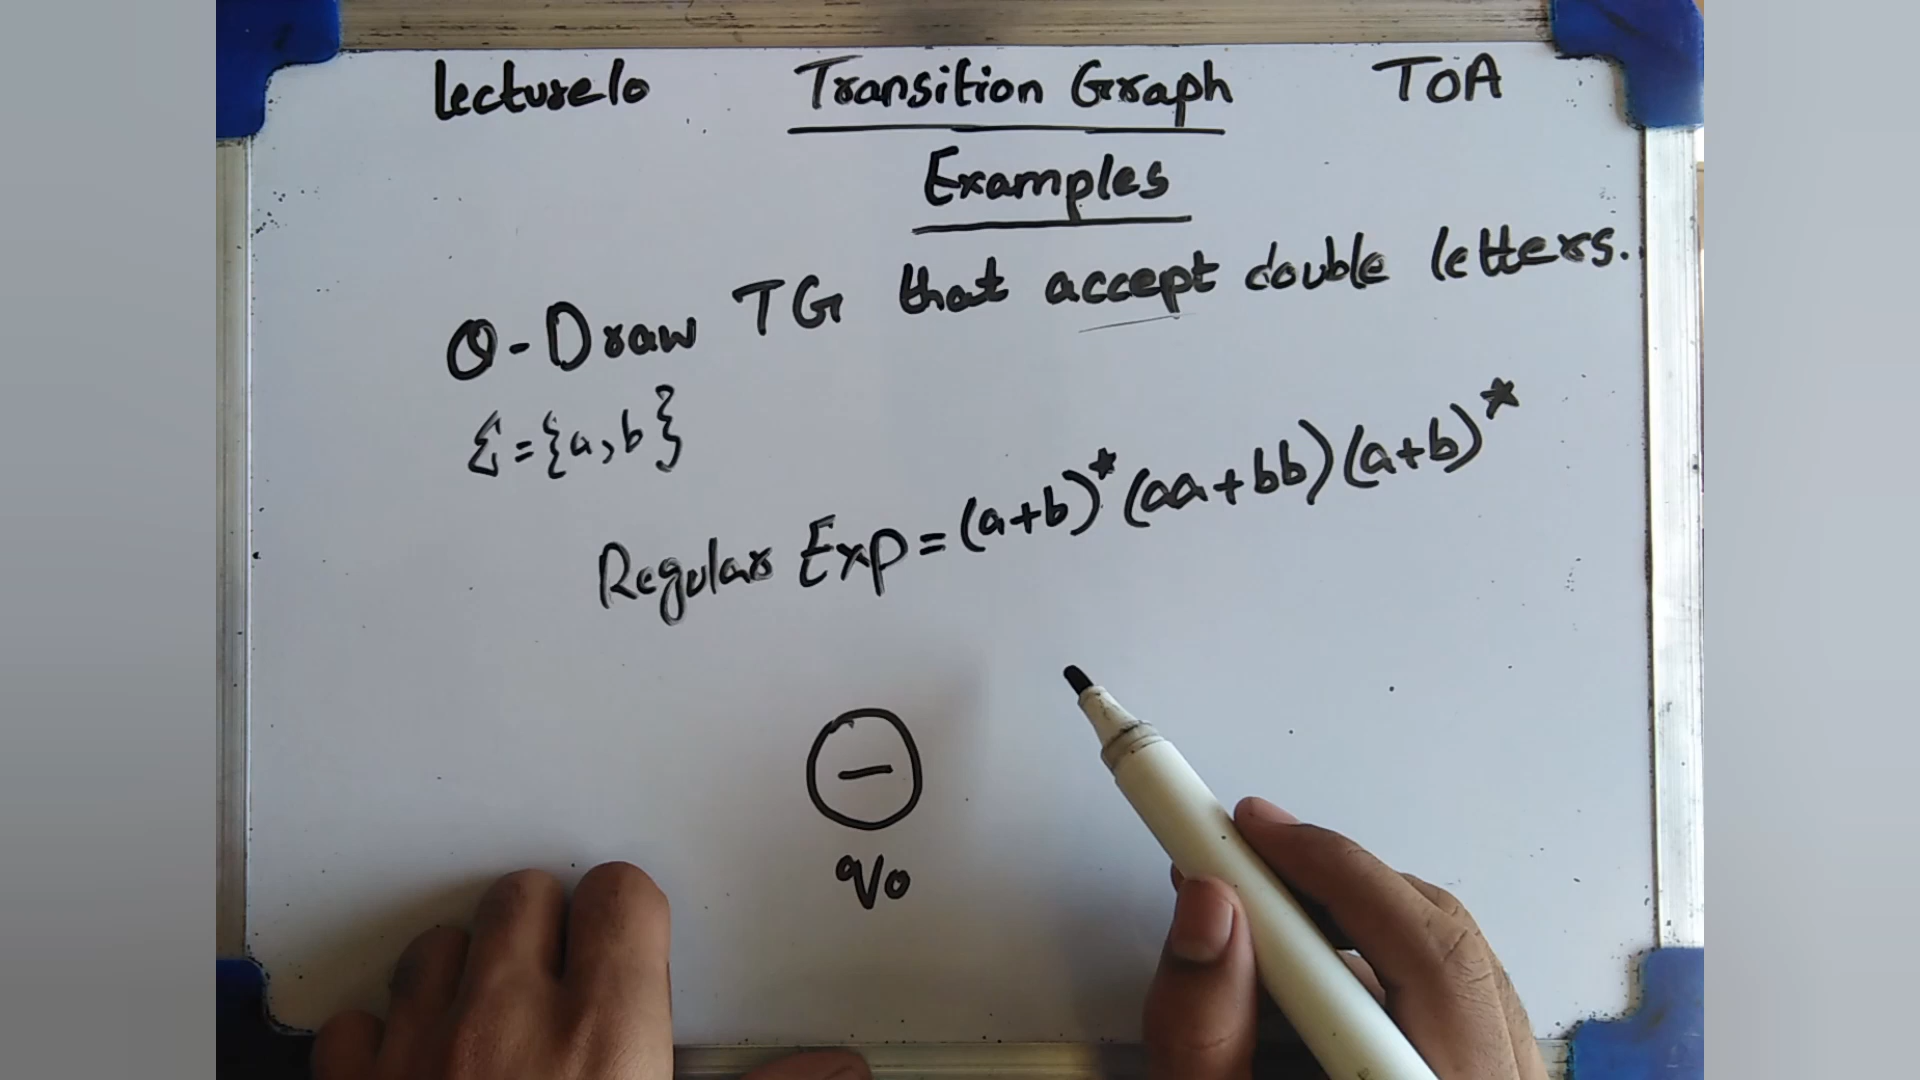 Lecture10 Transition Graph TOA
Examples
Q-Draw TG that accept double letters.
Σ={a,b}
Regular Exp=(a+b)*(aa+bb)(a+b)*
−
q0